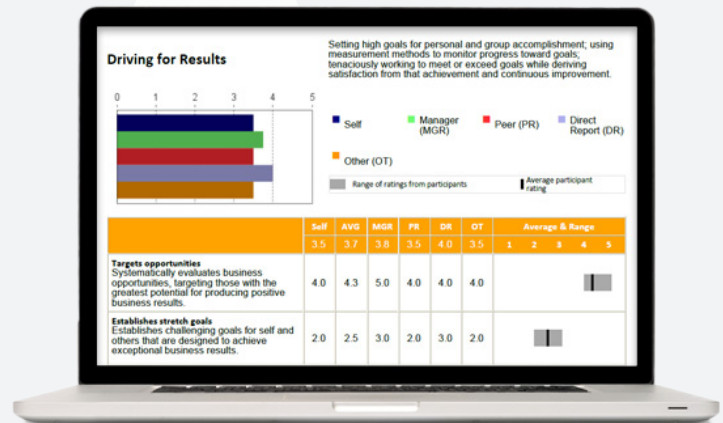 Driving for Results
Setting high goals for personal and group accomplishment; using
measurement methods to monitor progress toward goals;
tenaciously working to meet or exceed goals while deriving
satisfaction from that achievement and continuous improvement.
0 1 2 3 4 5
Self
Manager
(MGR)
Peer (PR)
Direct
Report (DR)
Other (OT)
Range of ratings from participants
Average participant
rating
Self AVG MGR PR DR OT Average & Range
3.5 3.7 3.8 3.5 4.0 3.5 1 2 3 4 5
Targets opportunities
Systematically evaluates business
opportunities, targeting those with the
greatest potential for producing positive
business results.
4.0 4.3 5.0 4.0 4.0 4.0
Establishes stretch goals
Establishes challenging goals for self and
others that are designed to achieve
exceptional business results.
2.0 2.5 3.0 2.0 3.0 2.0